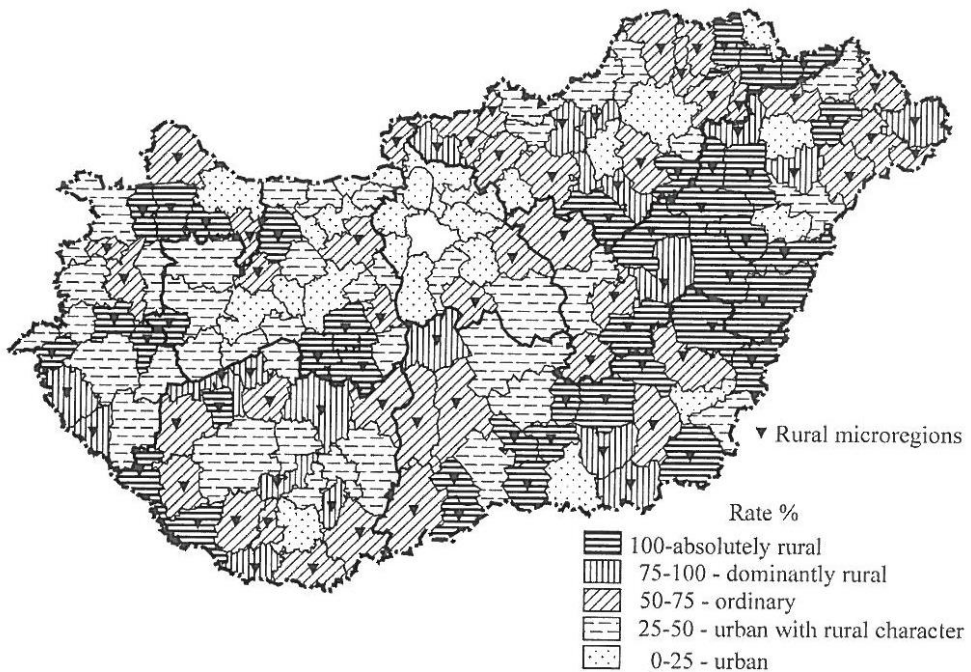 Rural microregions
Rate %
100-absolutely rural
75-100 - dominantly rural
50-75 - ordinary
25-50 - urban with rural character
0-25 - urban